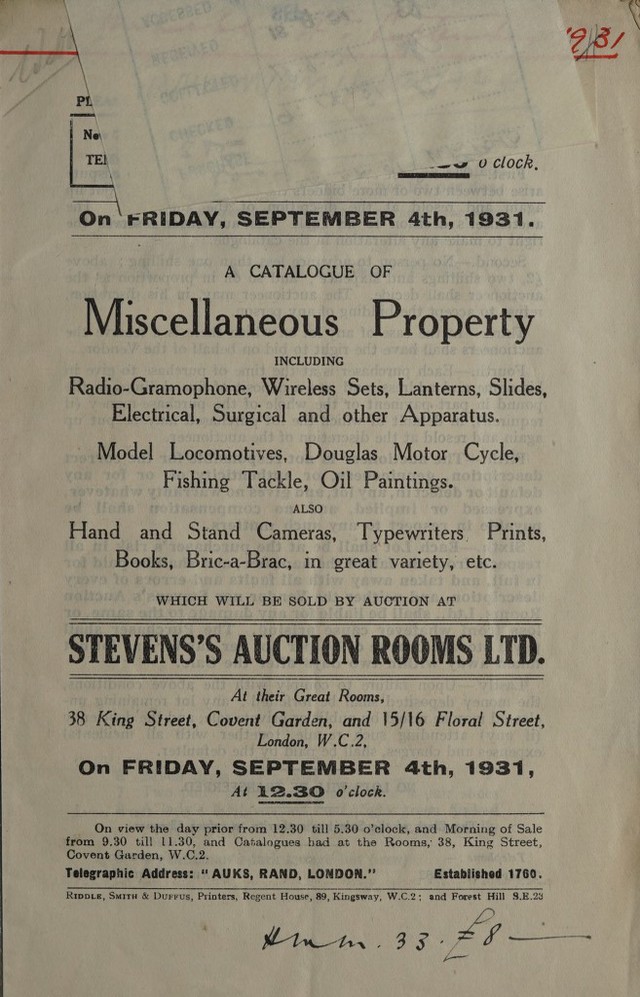 9/31
PL
Ne
TEL
o'clock,
On FRIDAY, SEPTEMBER 4th, 1931.
A CATALOGUE OF
Miscellaneous Property
INCLUDING
Radio-Gramophone, Wireless Sets, Lanterns, Slides,
Electrical, Surgical and other Apparatus.
Model Locomotives, Douglas Motor Cycle,
Fishing Tackle, Oil Paintings.
ALSO
Hand and Stand Cameras, Typewriters, Prints,
Books, Bric-a-Brac, in great variety, etc.
WHICH WILL BE SOLD BY AUCTION AT
STEVENS'S AUCTION ROOMS LTD.
At their Great Rooms,
38 King Street, Covent Garden, and 15/16 Floral Street,
London, W.C.2,
On FRIDAY, SEPTEMBER 4th, 1931,
At 12.30 o'clock.
On view the day prior from 12.30 till 5.30 o'clock, and Morning of Sale
from 9.30 till 11.30, and Catalogues had at the Rooms, 38, King Street,
Covent Garden, W.C.2.
Telegraphic Address: "AUKS, RAND, LONDON." Established 1760.
RIDDLE, SMITH & DUFFUS, Printers, Regent House, 89, Kingsway, W.C.2; and Forest Hill S.E.23
33. £8